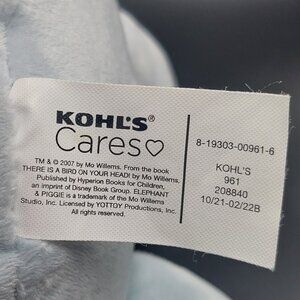 KOHL'S®
Cares♡
TM & © 2007 by Mo Willems. From the book
THERE IS A BIRD ON YOUR HEAD! by Mo Willems.
Published by Hyperion Books for Children,
an imprint of Disney Book Group. ELEPHANT
& PIGGIE is a trademark of the Mo Willems
Studio, Inc. Licensed by YOTTOY Productions, Inc.
All rights reserved.
8-19303-00961-6
KOHL'S
961
208840
10/21-02/22B